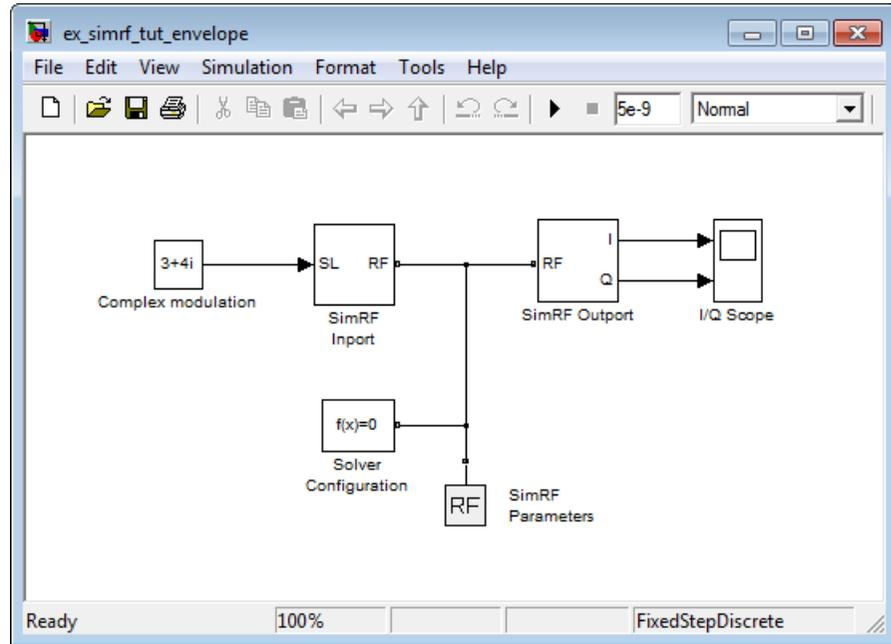 ex_simrf_tut_envelope
File Edit View Simulation Format Tools Help
5e-9 Normal
3+4i
Complex modulation
SL RF
SimRF
Inport
RF I
Q
SimRF Outport
I/Q Scope
f(x)=0
Solver
Configuration
RF
SimRF
Parameters
Ready 100% FixedStepDiscrete